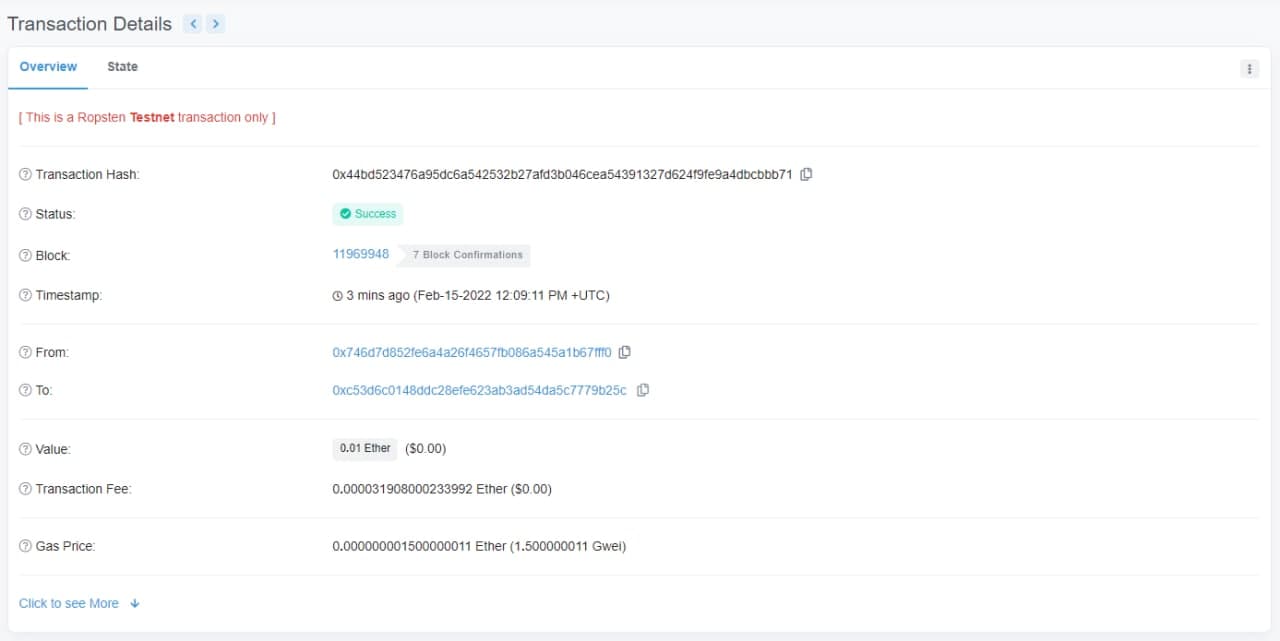 Transaction Details
Overview State
[ This is a Ropsten Testnet transaction only ]
Transaction Hash: 0x44bd523476a95dc6a542532b27afd3b046cea54391327d624f9fe9a4dbcbbb71
Status: Success
Block: 11969948 7 Block Confirmations
Timestamp: 3 mins ago (Feb-15-2022 12:09:11 PM +UTC)
From: 0x746d7d852fe6a4a26f4657fb086a545a1b67fff0
To: 0xc53d6c0148ddc28efe623ab3ad54da5c7779b25c
Value: 0.01 Ether ($0.00)
Transaction Fee: 0.000031908000233992 Ether ($0.00)
Gas Price: 0.000000001500000011 Ether (1.500000011 Gwei)
Click to see More